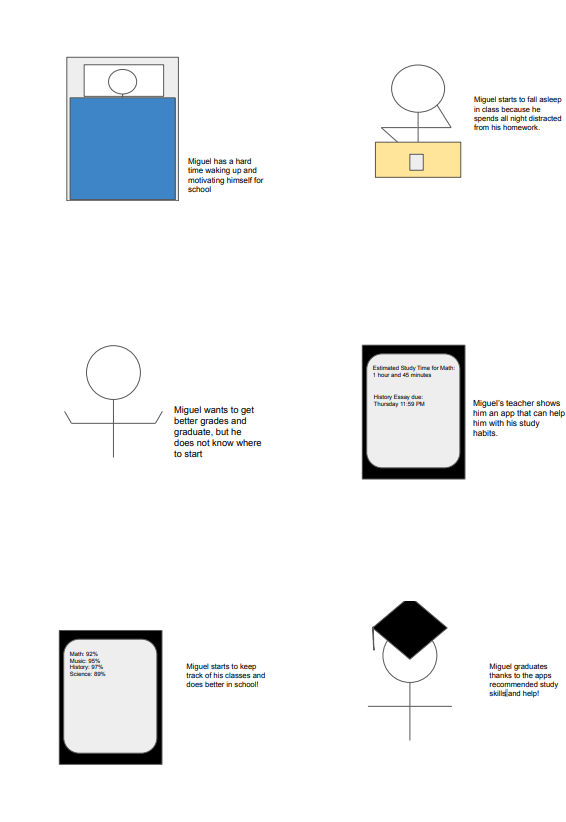 Miguel has a hard
time waking up and
motivating himself for
school
Miguel starts to fall asleep
in class because he
spends all night distracted
from his homework.
Miguel wants to get
better grades and
graduate, but he
does not know where
to start
Estimated Study Time for Math:
1 hour and 45 minutes
History Essay due:
Thursday 11:59 PM
Miguel's teacher shows
him an app that can help
him with his study
habits.
Math: 92%
Music: 95%
History: 97%
Science: 89%
Miguel starts to keep
track of his classes and
does better in school!
Miguel graduates
thanks to the apps
recommended study
skills and help!